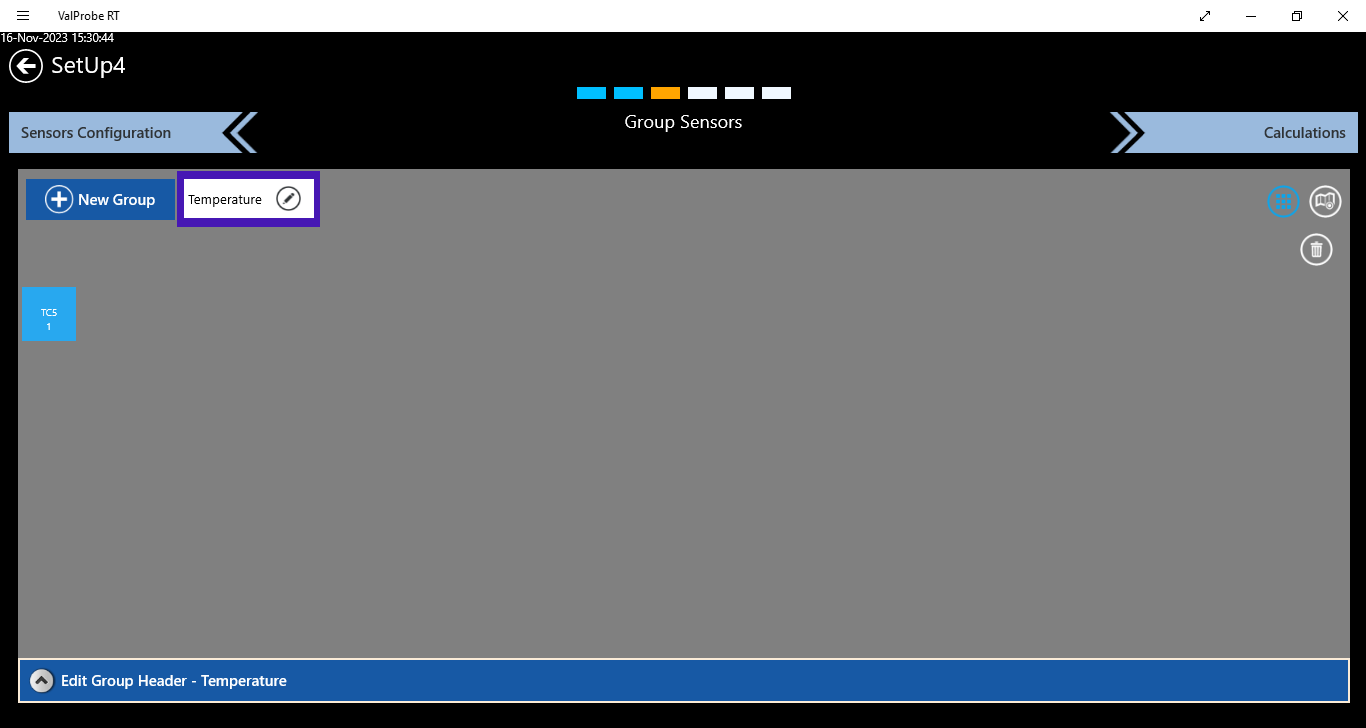 ValProbe RT
16-Nov-2023 15:30:44
SetUp4
Sensors Configuration
Group Sensors
Calculations
New Group
Temperature
TC5
1
Edit Group Header - Temperature